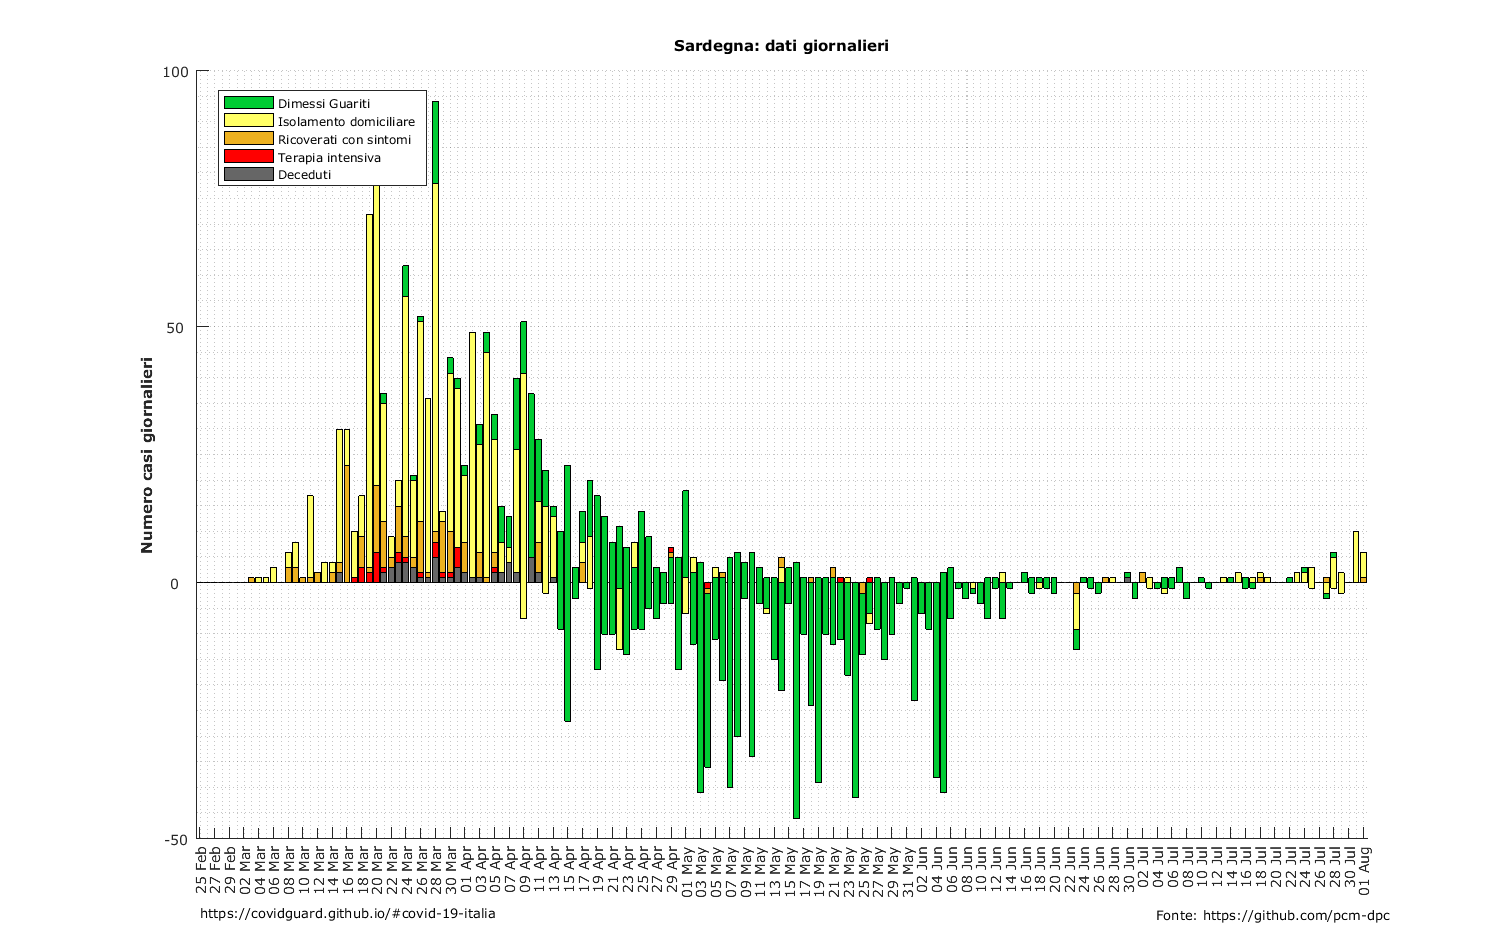 Sardegna: dati giornalieri
100
50
0
-50
Numero casi giornalieri
Dimessi Guariti
Isolamento domiciliare
Ricoverati con sintomi
Terapia intensiva
Deceduti
25 Feb
27 Feb
29 Feb
02 Mar
04 Mar
06 Mar
08 Mar
10 Mar
12 Mar
14 Mar
16 Mar
18 Mar
20 Mar
22 Mar
24 Mar
26 Mar
28 Mar
30 Mar
01 Apr
03 Apr
05 Apr
07 Apr
09 Apr
11 Apr
13 Apr
15 Apr
17 Apr
19 Apr
21 Apr
23 Apr
25 Apr
27 Apr
29 Apr
01 May
03 May
05 May
07 May
09 May
11 May
13 May
15 May
17 May
19 May
21 May
23 May
25 May
27 May
29 May
31 May
02 Jun
04 Jun
06 Jun
08 Jun
10 Jun
12 Jun
14 Jun
16 Jun
18 Jun
20 Jun
22 Jun
24 Jun
26 Jun
28 Jun
30 Jun
02 Jul
04 Jul
06 Jul
08 Jul
10 Jul
12 Jul
14 Jul
16 Jul
18 Jul
20 Jul
22 Jul
24 Jul
26 Jul
28 Jul
30 Jul
01 Aug
https://covidguard.github.io/#covid-19-italia
Fonte: https://github.com/pcm-dpc